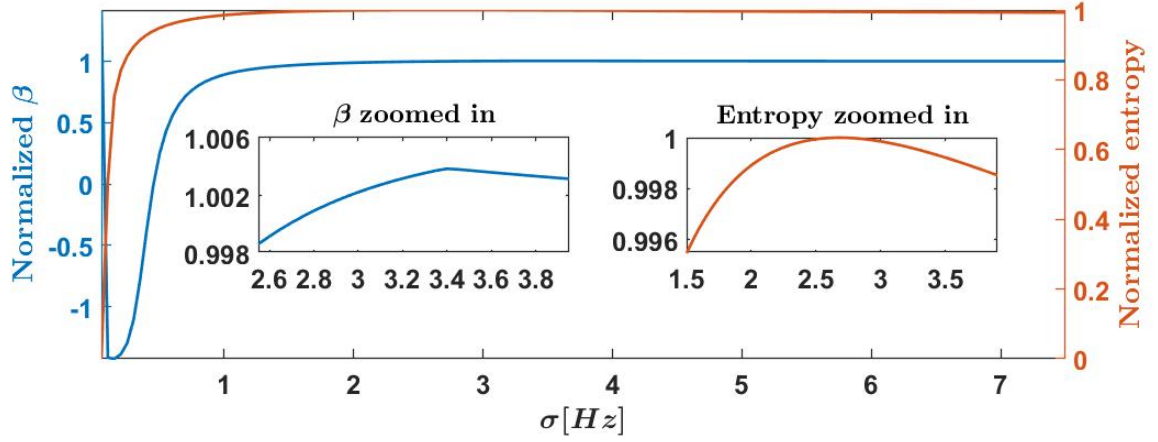 Normalized β
1
0.5
0
-0.5
-1
β zoomed in
1.006
1.002
0.998
2.6 2.8 3 3.2 3.4 3.6 3.8
Entropy zoomed in
1
0.998
0.996
1.5 2 2.5 3 3.5
1
0.8
0.6
0.4
0.2
0
Normalized entropy
1 2 3 4 5 6 7
σ[Hz]